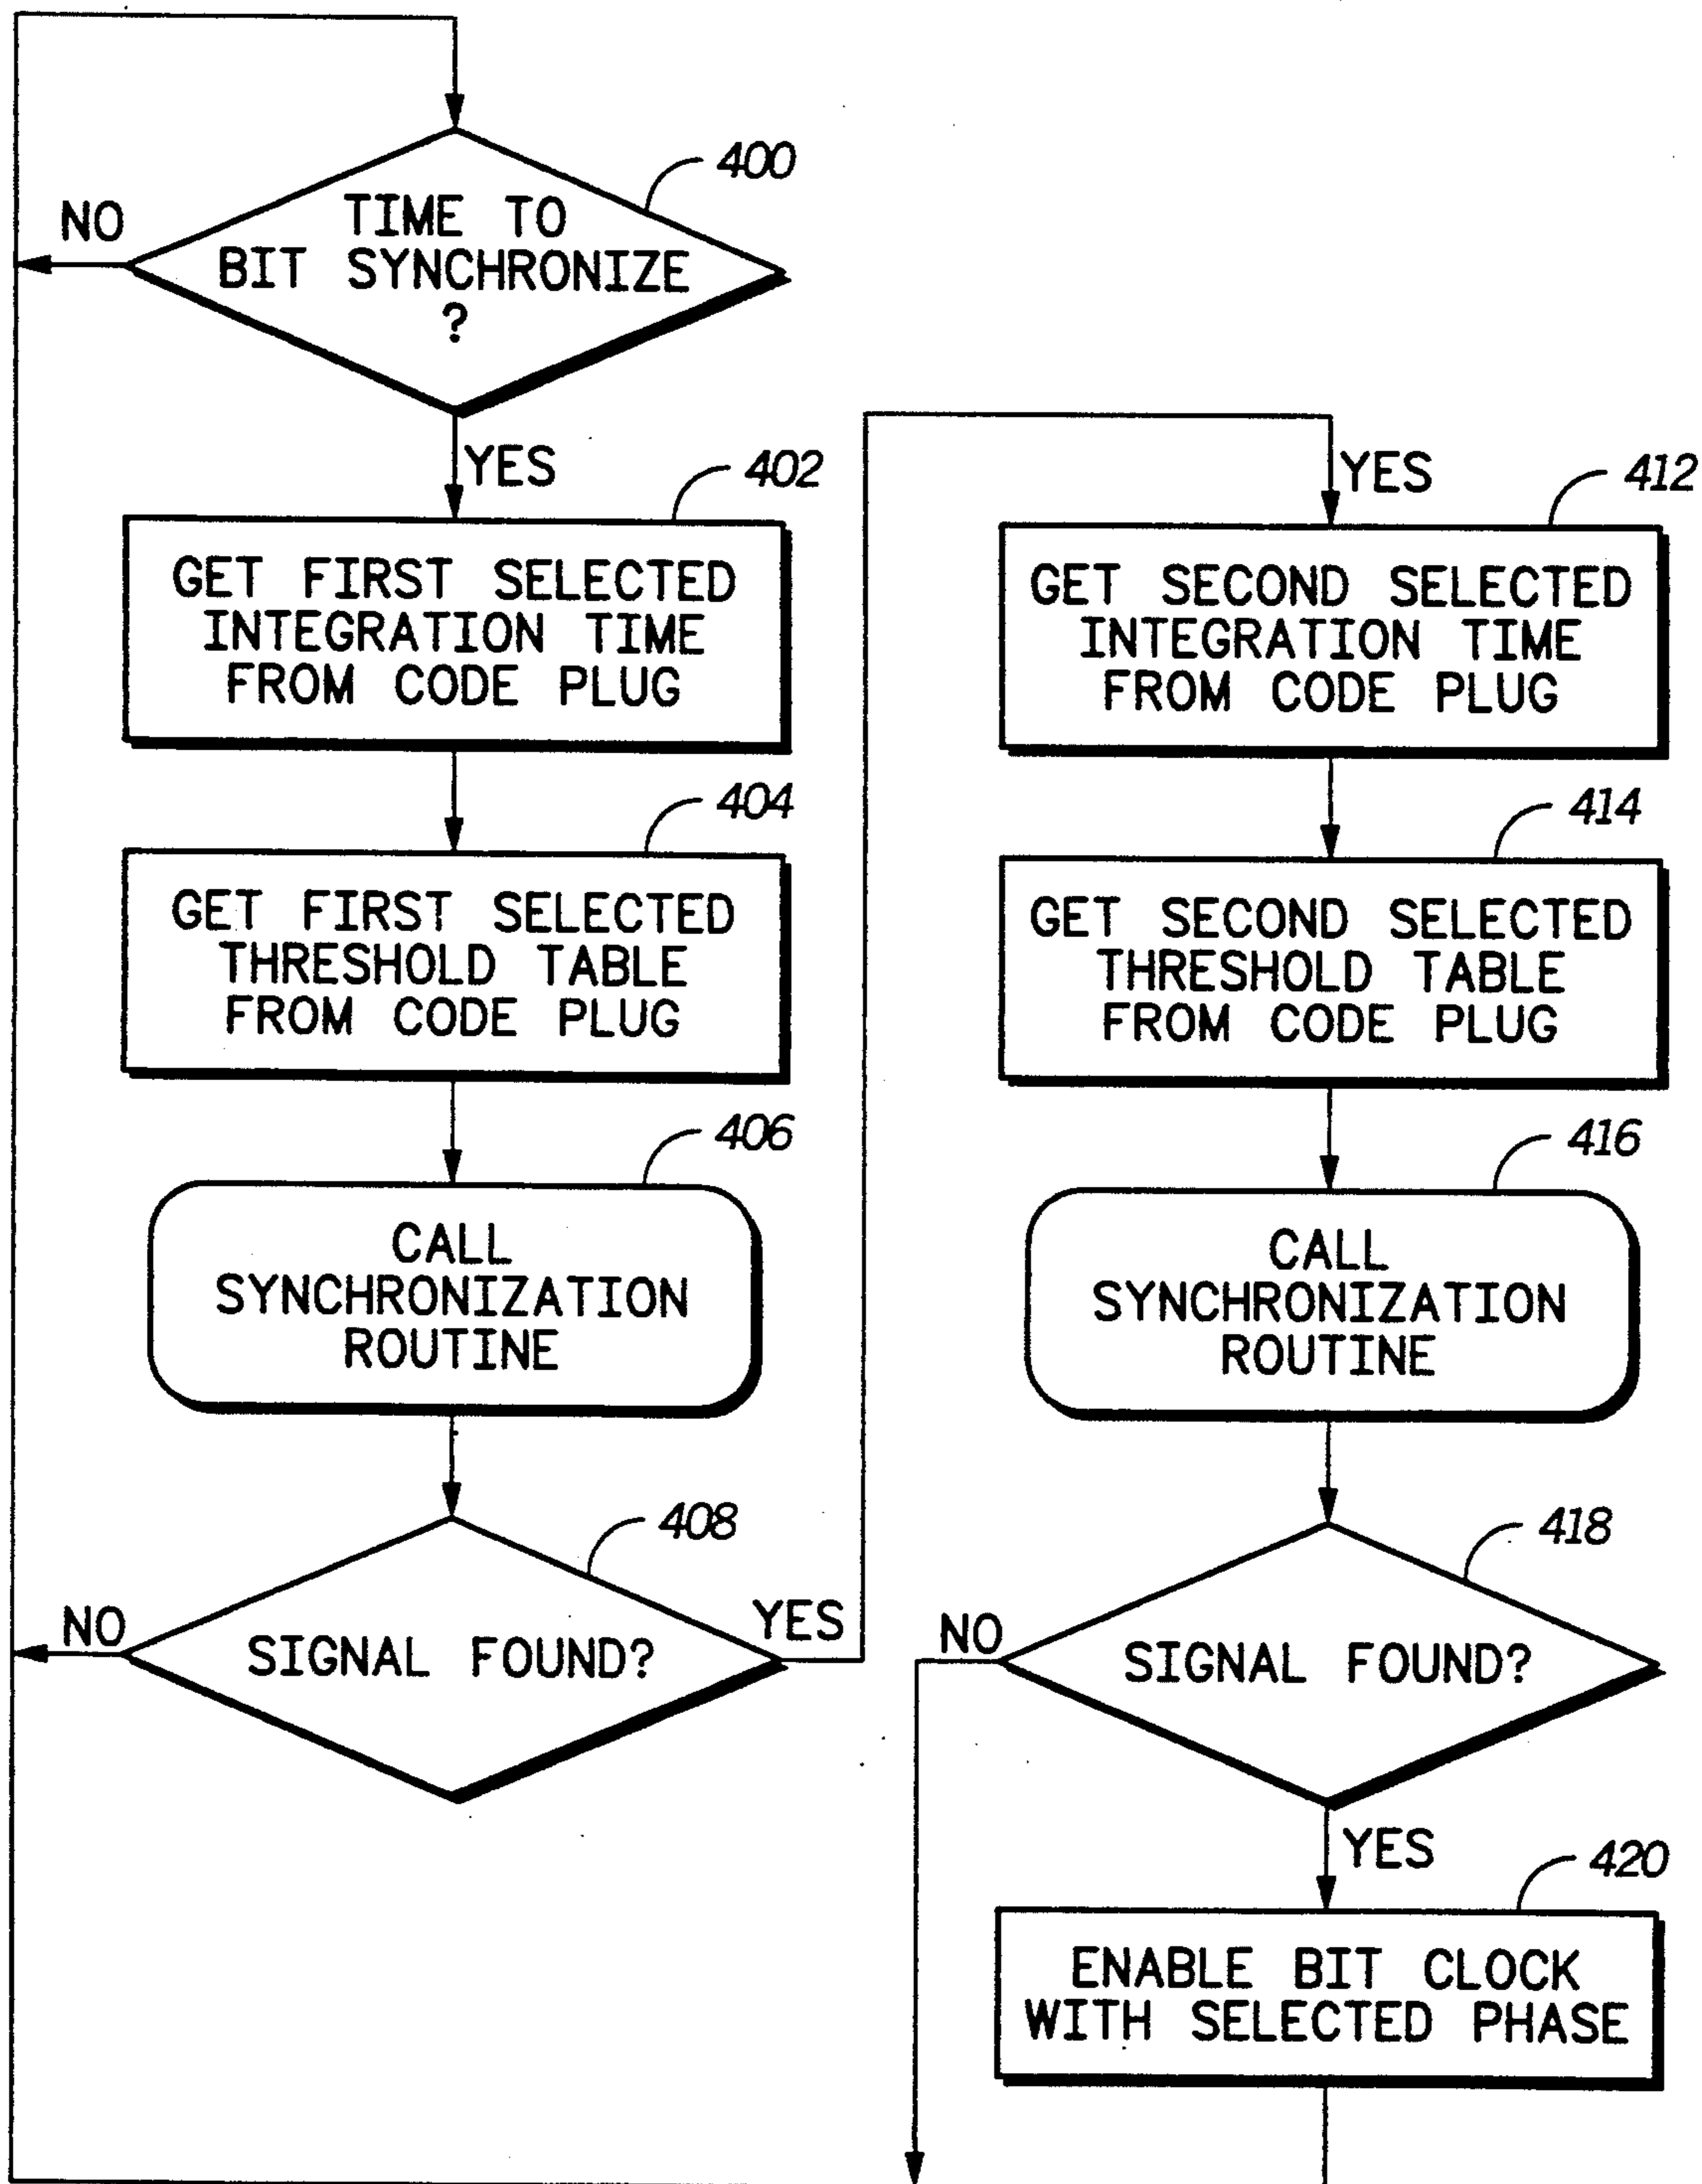 400
NO
TIME TO
BIT SYNCHRONIZE
?
YES
402
GET FIRST SELECTED
INTEGRATION TIME
FROM CODE PLUG
404
GET FIRST SELECTED
THRESHOLD TABLE
FROM CODE PLUG
406
CALL
SYNCHRONIZATION
ROUTINE
408
NO
SIGNAL FOUND?
YES
YES
412
GET SECOND SELECTED
INTEGRATION TIME
FROM CODE PLUG
414
GET SECOND SELECTED
THRESHOLD TABLE
FROM CODE PLUG
416
CALL
SYNCHRONIZATION
ROUTINE
418
NO
SIGNAL FOUND?
YES
420
ENABLE BIT CLOCK
WITH SELECTED PHASE